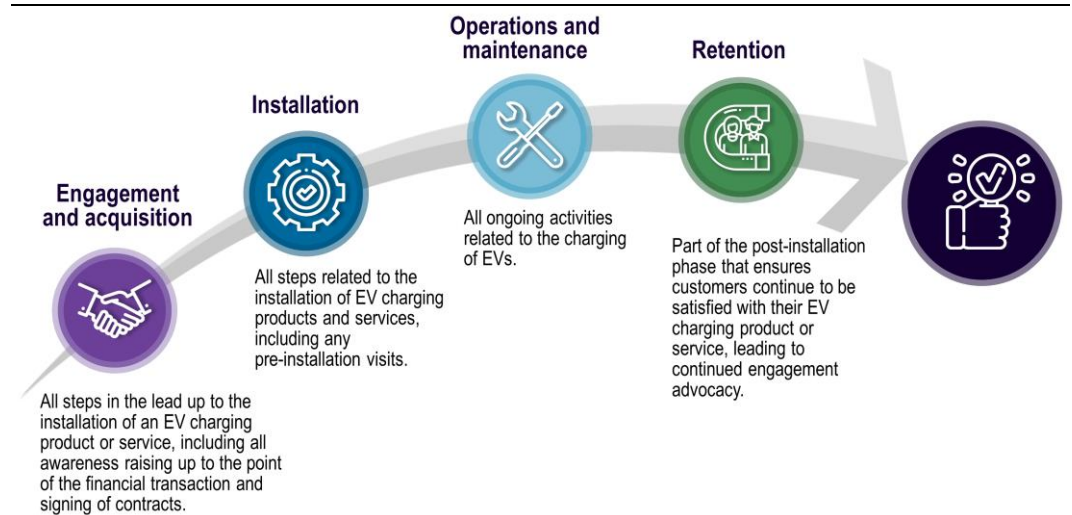 Engagement
and acquisition
All steps in the lead up to the
installation of an EV charging
product or service, including all
awareness raising up to the point
of the financial transaction and
signing of contracts.
Installation
All steps related to the
installation of EV charging
products and services,
including any
pre-installation visits.
Operations and
maintenance
All ongoing activities
related to the charging
of EVs.
Retention
Part of the post-installation
phase that ensures
customers continue to be
satisfied with their EV
charging product or
service, leading to
continued engagement
advocacy.